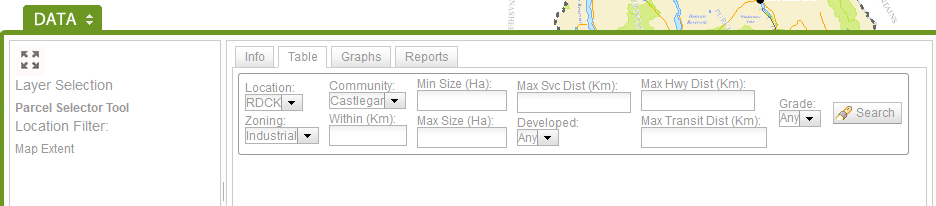 DATA
Layer Selection
Parcel Selector Tool
Location Filter:
Map Extent
Info Table Graphs Reports
Location: Community: Min Size (Ha): Max Svc Dist (Km): Max Hwy Dist (Km):
RDCK Castlegar Grade:
Zoning: Within (Km): Max Size (Ha): Developed: Max Transit Dist (Km): Any Search
Industrial Any